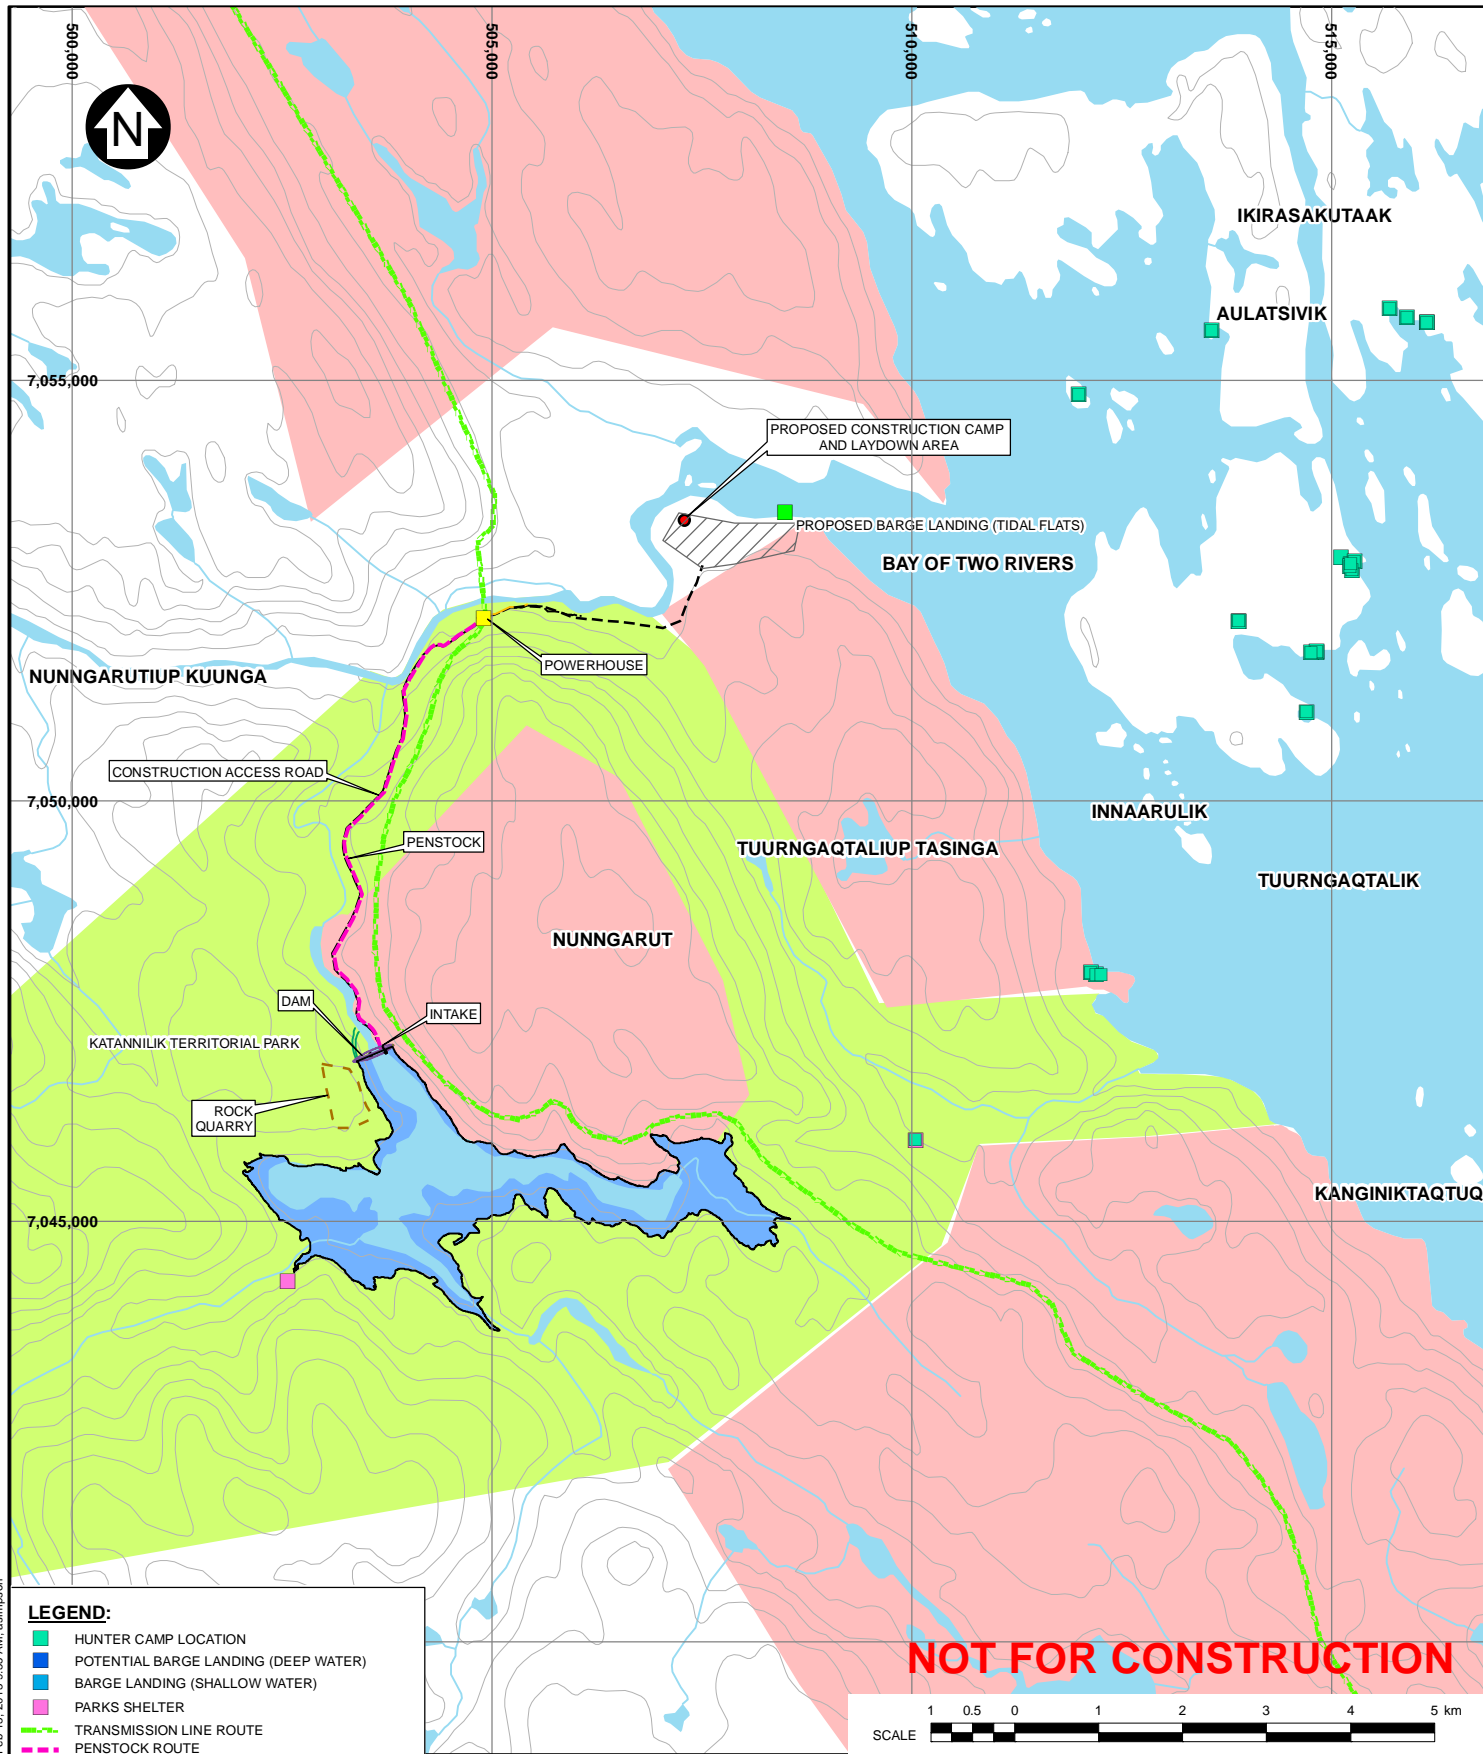 500,000
505,000
510,000
515,000
N
IKIRASAKUTAAK
AULATSIVIK
7,055,000
PROPOSED CONSTRUCTION CAMP
AND LAYDOWN AREA
PROPOSED BARGE LANDING (TIDAL FLATS)
BAY OF TWO RIVERS
POWERHOUSE
NUNNGARUTIUP KUUNGA
CONSTRUCTION ACCESS ROAD
7,050,000
INNAARULIK
PENSTOCK
TUURNGAQTALIUP TASINGA
TUURNGAQTALIK
NUNNGARUT
DAM
INTAKE
KATANNILIK TERRITORIAL PARK
ROCK
QUARRY
KANGINIKTAQTUQ
7,045,000
LEGEND:
HUNTER CAMP LOCATION
POTENTIAL BARGE LANDING (DEEP WATER)
BARGE LANDING (SHALLOW WATER)
PARKS SHELTER
TRANSMISSION LINE ROUTE
PENSTOCK ROUTE
NOT FOR CONSTRUCTION
1 0.5 0 1 2 3 4 5 km
SCALE